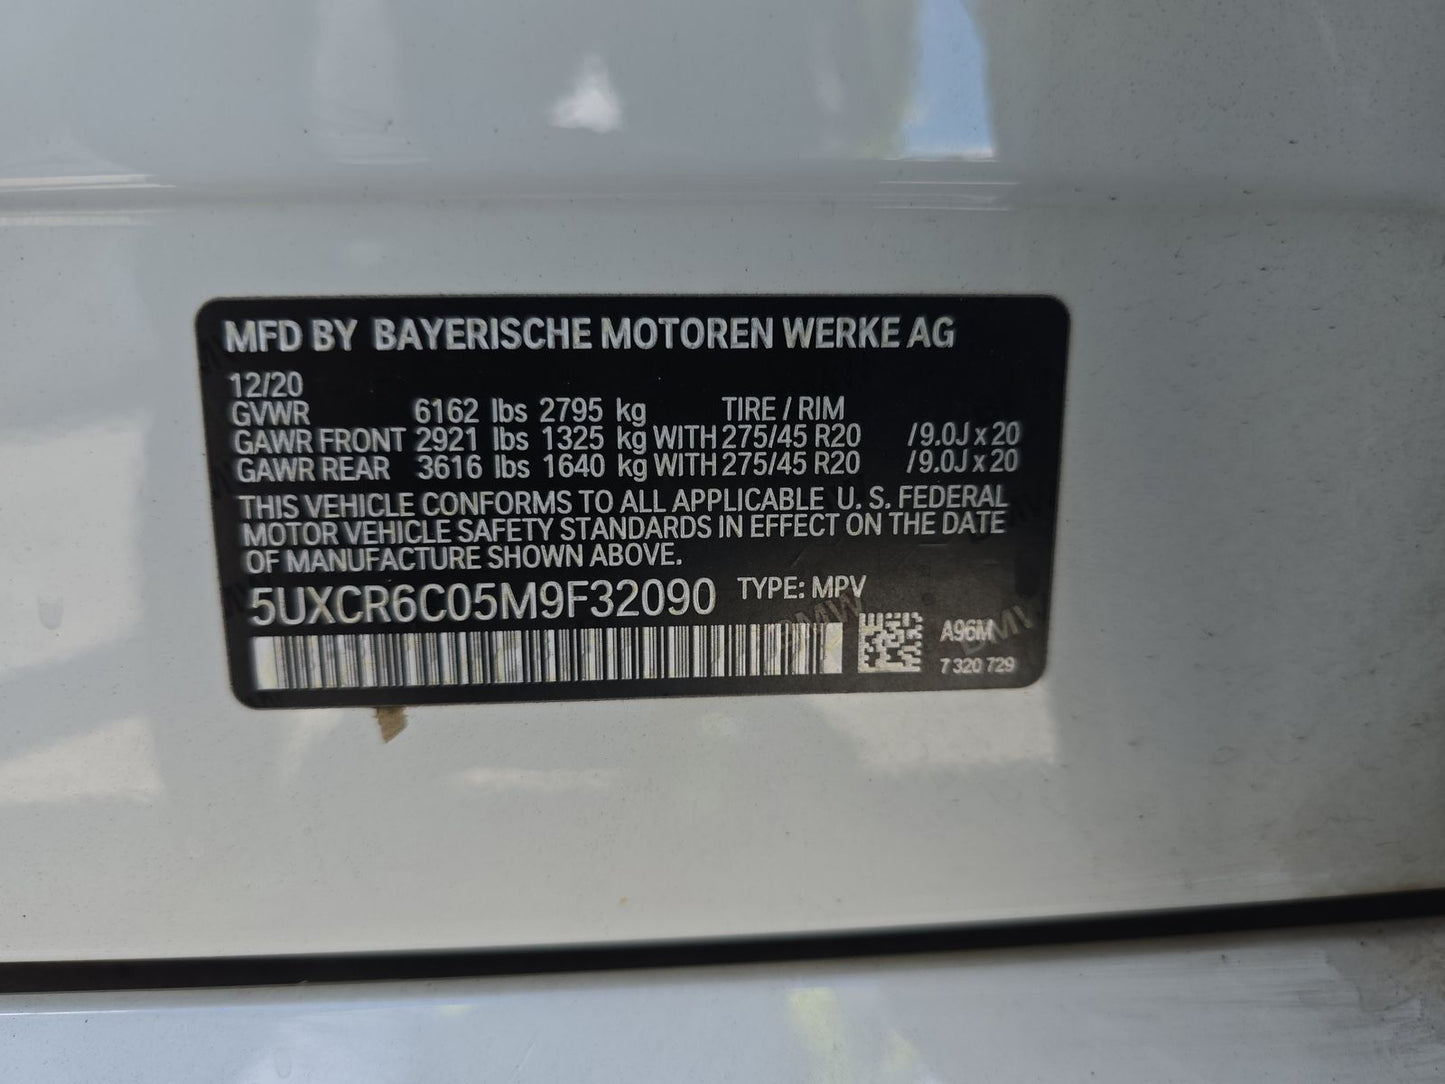 MFD BY BAYERISCHE MOTOREN WERKE AG
12/20
GVWR 6162 lbs 2795 kg TIRE / RIM
GAWR FRONT 2921 lbs 1325 kg WITH 275/45 R20 /9.0J x 20
GAWR REAR 3616 lbs 1640 kg WITH 275/45 R20 /9.0J x 20
THIS VEHICLE CONFORMS TO ALL APPLICABLE U. S. FEDERAL
MOTOR VEHICLE SAFETY STANDARDS IN EFFECT ON THE DATE
OF MANUFACTURE SHOWN ABOVE.
5UXCR6C05M9F32090 TYPE: MPV
A96M
7 320 729